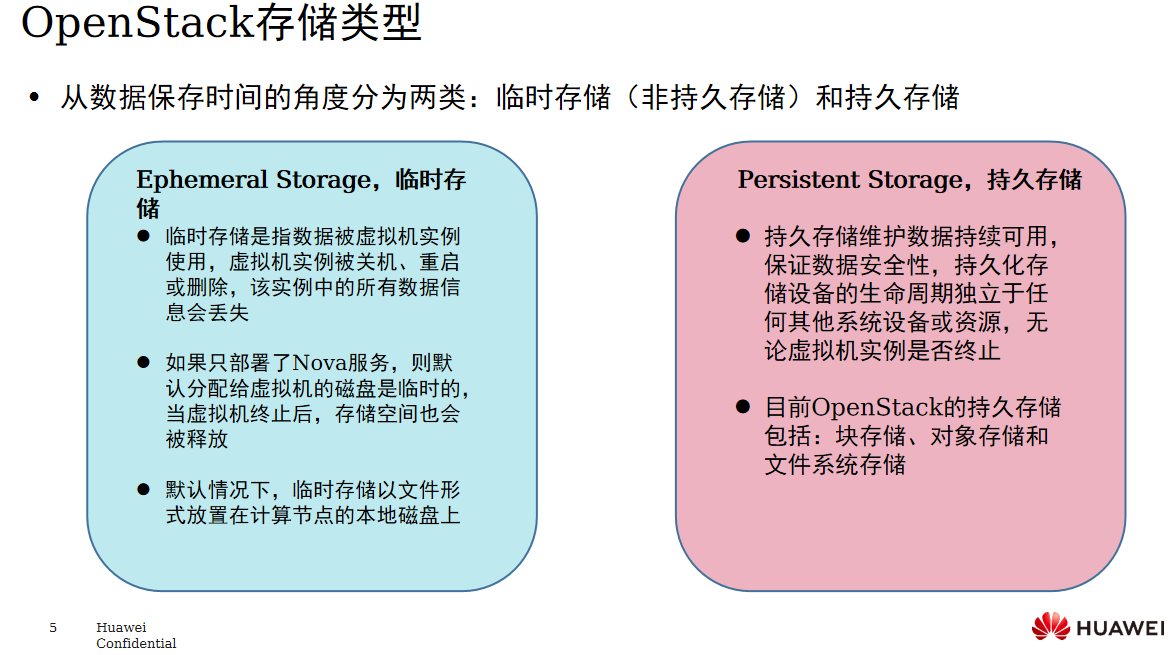 OpenStack存储类型
• 从数据保存时间的角度分为两类：临时存储（非持久存储）和持久存储
Ephemeral Storage，临时存
储
● 临时存储是指数据被虚拟机实例
使用，虚拟机实例被关机、重启
或删除，该实例中的所有数据信
息会丢失
● 如果只部署了Nova服务，则默
认分配给虚拟机的磁盘是临时的，
当虚拟机终止后，存储空间也会
被释放
● 默认情况下，临时存储以文件形
式放置在计算节点的本地磁盘上
Persistent Storage，持久存储
● 持久存储维护数据持续可用，
保证数据安全性，持久化存
储设备的生命周期独立于任
何其他系统设备或资源，无
论虚拟机实例是否终止
● 目前OpenStack的持久存储
包括：块存储、对象存储和
文件系统存储
5
Huawei
Confidential
HUAWEI